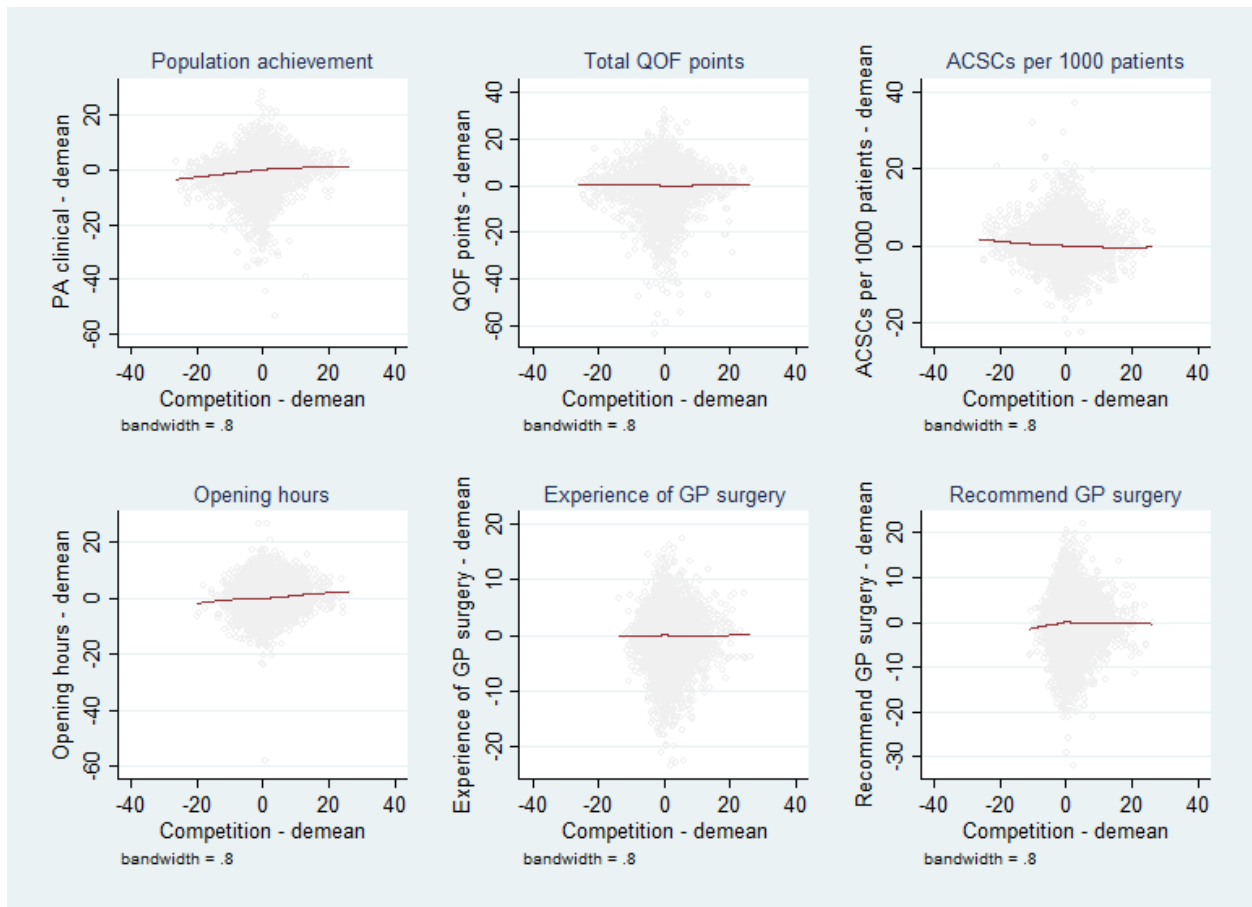 Population achievement
PA clinical - demean
20
0
-20
-40
-60
-40 -20 0 20 40
Competition - demean
bandwidth = .8
Total QOF points
QOF points - demean
40
20
0
-20
-40
-60
-40 -20 0 20 40
Competition - demean
bandwidth = .8
ACSCs per 1000 patients
ACSCs per 1000 patients - demean
40
20
0
-20
-40 -20 0 20 40
Competition - demean
bandwidth = .8
Opening hours
Opening hours - demean
20
0
-20
-40
-60
-40 -20 0 20 40
Competition - demean
bandwidth = .8
Experience of GP surgery
Experience of GP surgery - demean
20
10
0
-10
-20
-40 -20 0 20 40
Competition - demean
bandwidth = .8
Recommend GP surgery
Recommend GP surgery - demean
20
10
0
-10
-20
-30
-40 -20 0 20 40
Competition - demean
bandwidth = .8